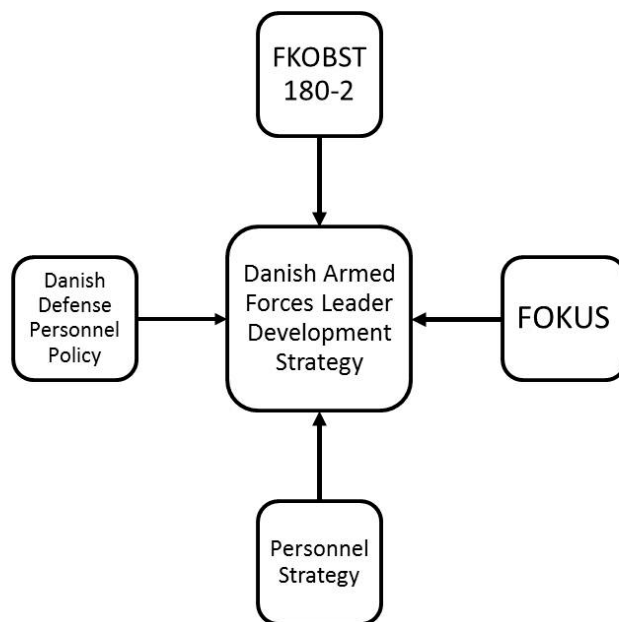 FKOBST
180-2
Danish
Defense
Personnel
Policy
Danish Armed
Forces Leader
Development
Strategy
FOKUS
Personnel
Strategy